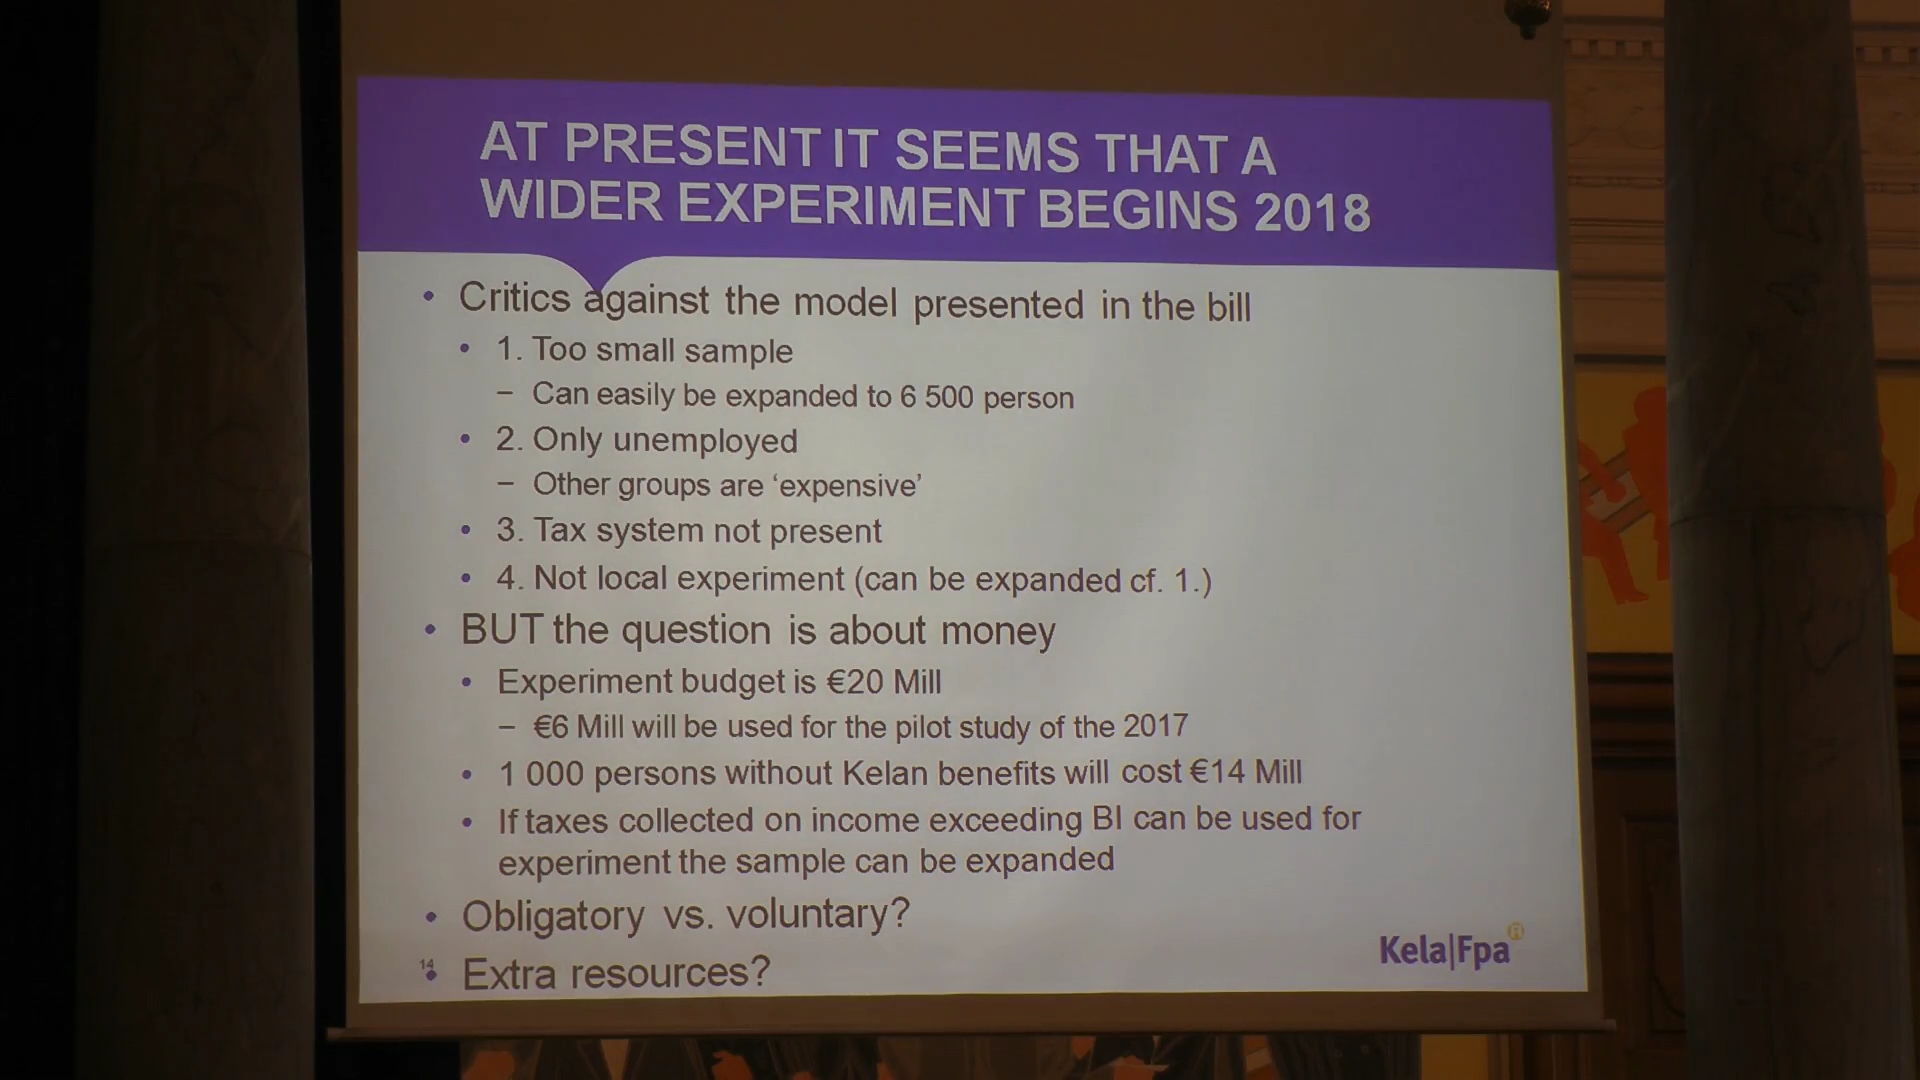 AT PRESENT IT SEEMS THAT A
WIDER EXPERIMENT BEGINS 2018
• Critics against the model presented in the bill
• 1. Too small sample
– Can easily be expanded to 6 500 person
• 2. Only unemployed
– Other groups are ‘expensive’
• 3. Tax system not present
• 4. Not local experiment (can be expanded cf. 1.)
• BUT the question is about money
• Experiment budget is €20 Mill
– €6 Mill will be used for the pilot study of the 2017
• 1 000 persons without Kelan benefits will cost €14 Mill
• If taxes collected on income exceeding BI can be used for
experiment the sample can be expanded
• Obligatory vs. voluntary?
• Extra resources?
14
Kela|Fpa